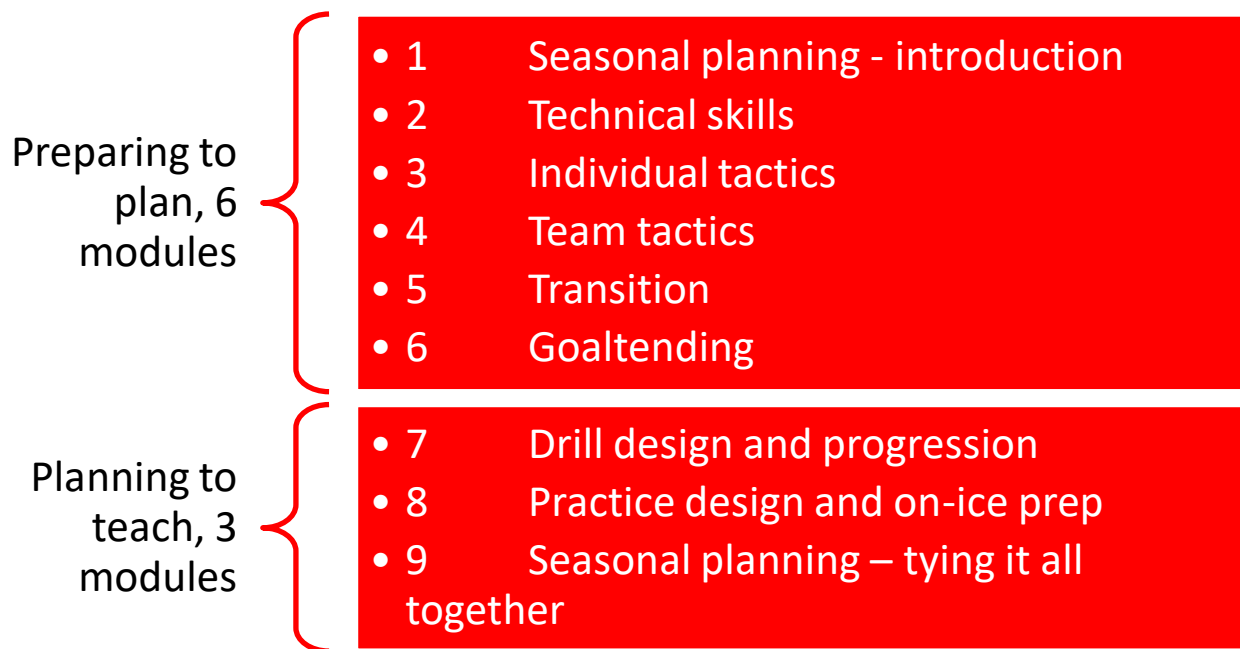 Preparing to
plan, 6
modules
• 1 Seasonal planning - introduction
• 2 Technical skills
• 3 Individual tactics
• 4 Team tactics
• 5 Transition
• 6 Goaltending
Planning to
teach, 3
modules
• 7 Drill design and progression
• 8 Practice design and on-ice prep
• 9 Seasonal planning – tying it all
together